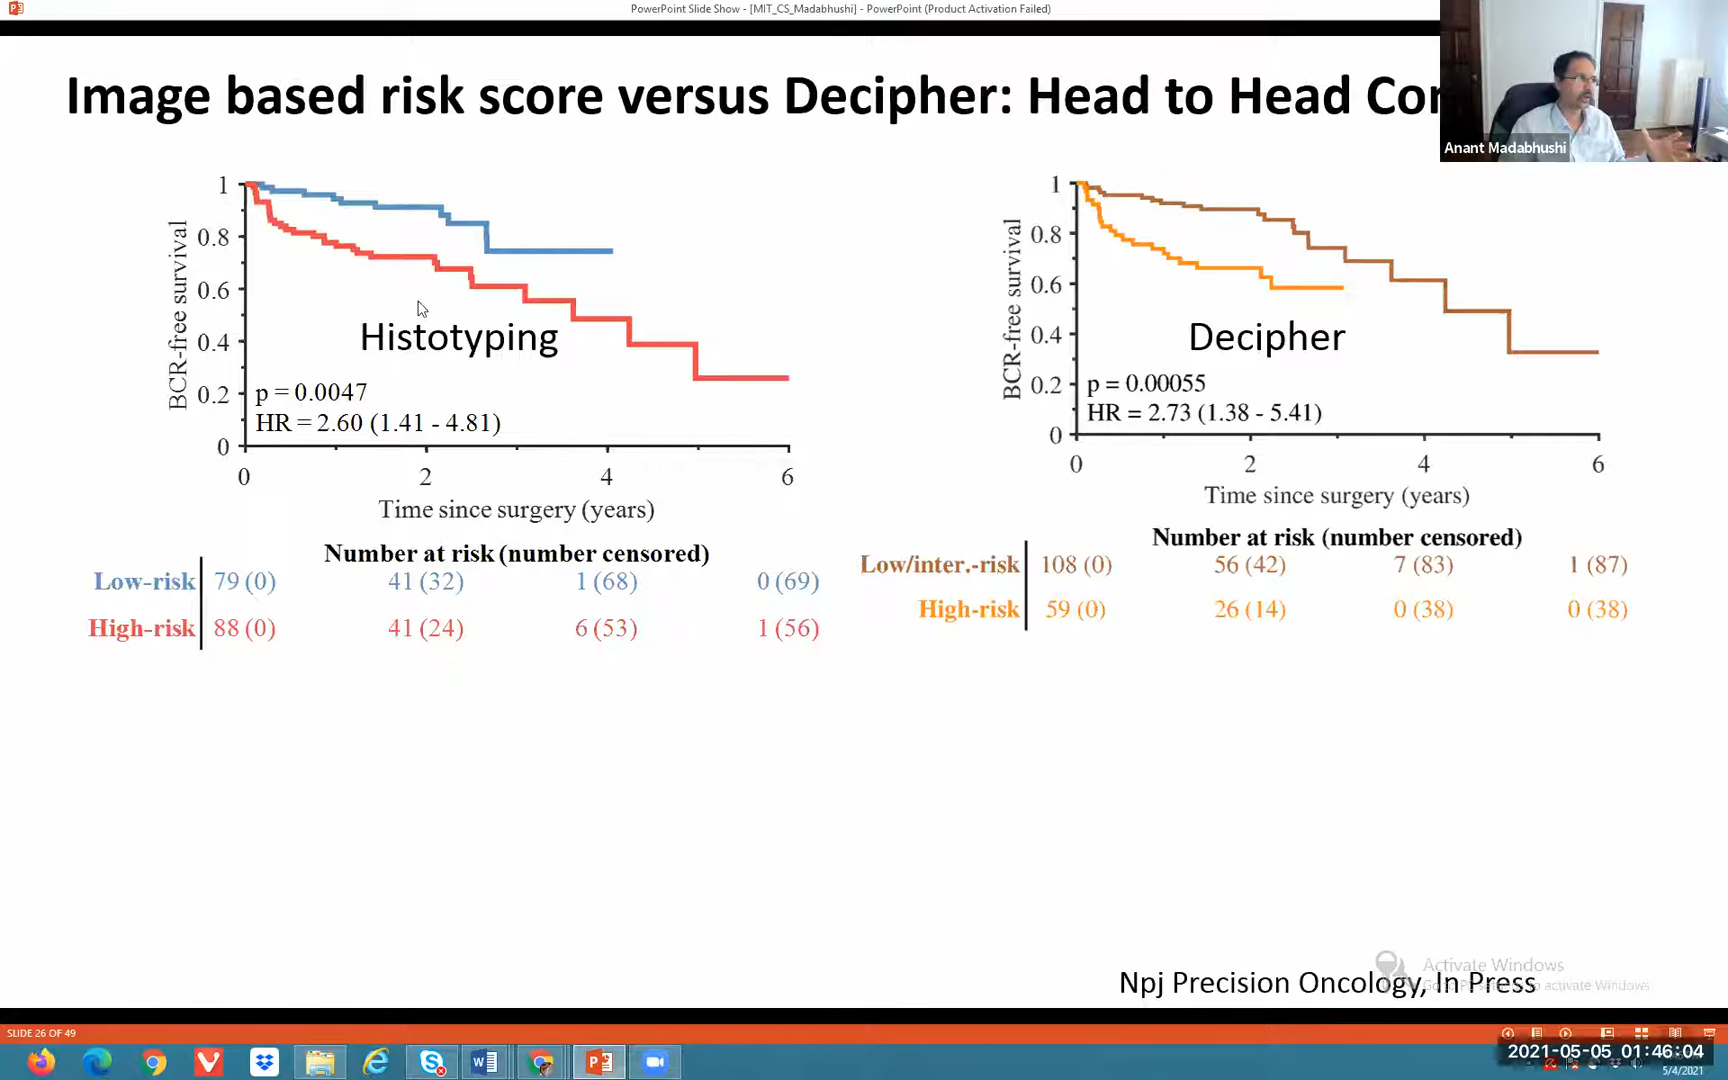 PowerPoint Slide Show - [MIT_CS_Madabhushi] - PowerPoint (Product Activation Failed)
Image based risk score versus Decipher: Head to Head
Anant Madabhushi
BCR-free survival
1
0.8
0.6
0.4
0.2
0
Histotyping
p = 0.0047
HR = 2.60 (1.41 - 4.81)
0 2 4 6
Time since surgery (years)
Number at risk (number censored)
Low-risk 79 (0) 41 (32) 1 (68) 0 (69)
High-risk 88 (0) 41 (24) 6 (53) 1 (56)
BCR-free survival
1
0.8
0.6
0.4
0.2
0
Decipher
p = 0.00055
HR = 2.73 (1.38 - 5.41)
0 2 4 6
Time since surgery (years)
Number at risk (number censored)
Low/inter.-risk 108 (0) 56 (42) 7 (83) 1 (87)
High-risk 59 (0) 26 (14) 0 (38) 0 (38)
Npj Precision Oncology, In Press
Activate Windows
to activate Windows.
SLIDE 26 OF 49
2021-05-05 01:46:04
5/4/2021